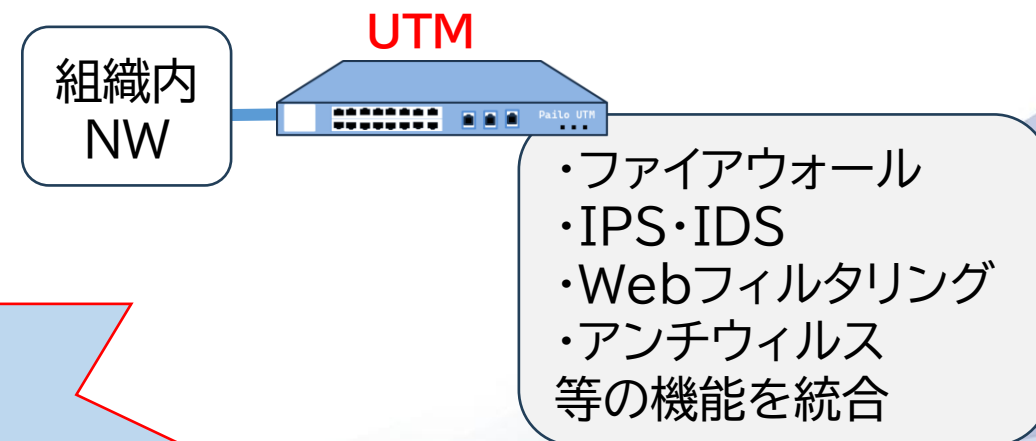 UTM
組織内
NW
Pailo UTM
・ファイアウォール
・IPS・IDS
・Webフィルタリング
・アンチウィルス
等の機能を統合